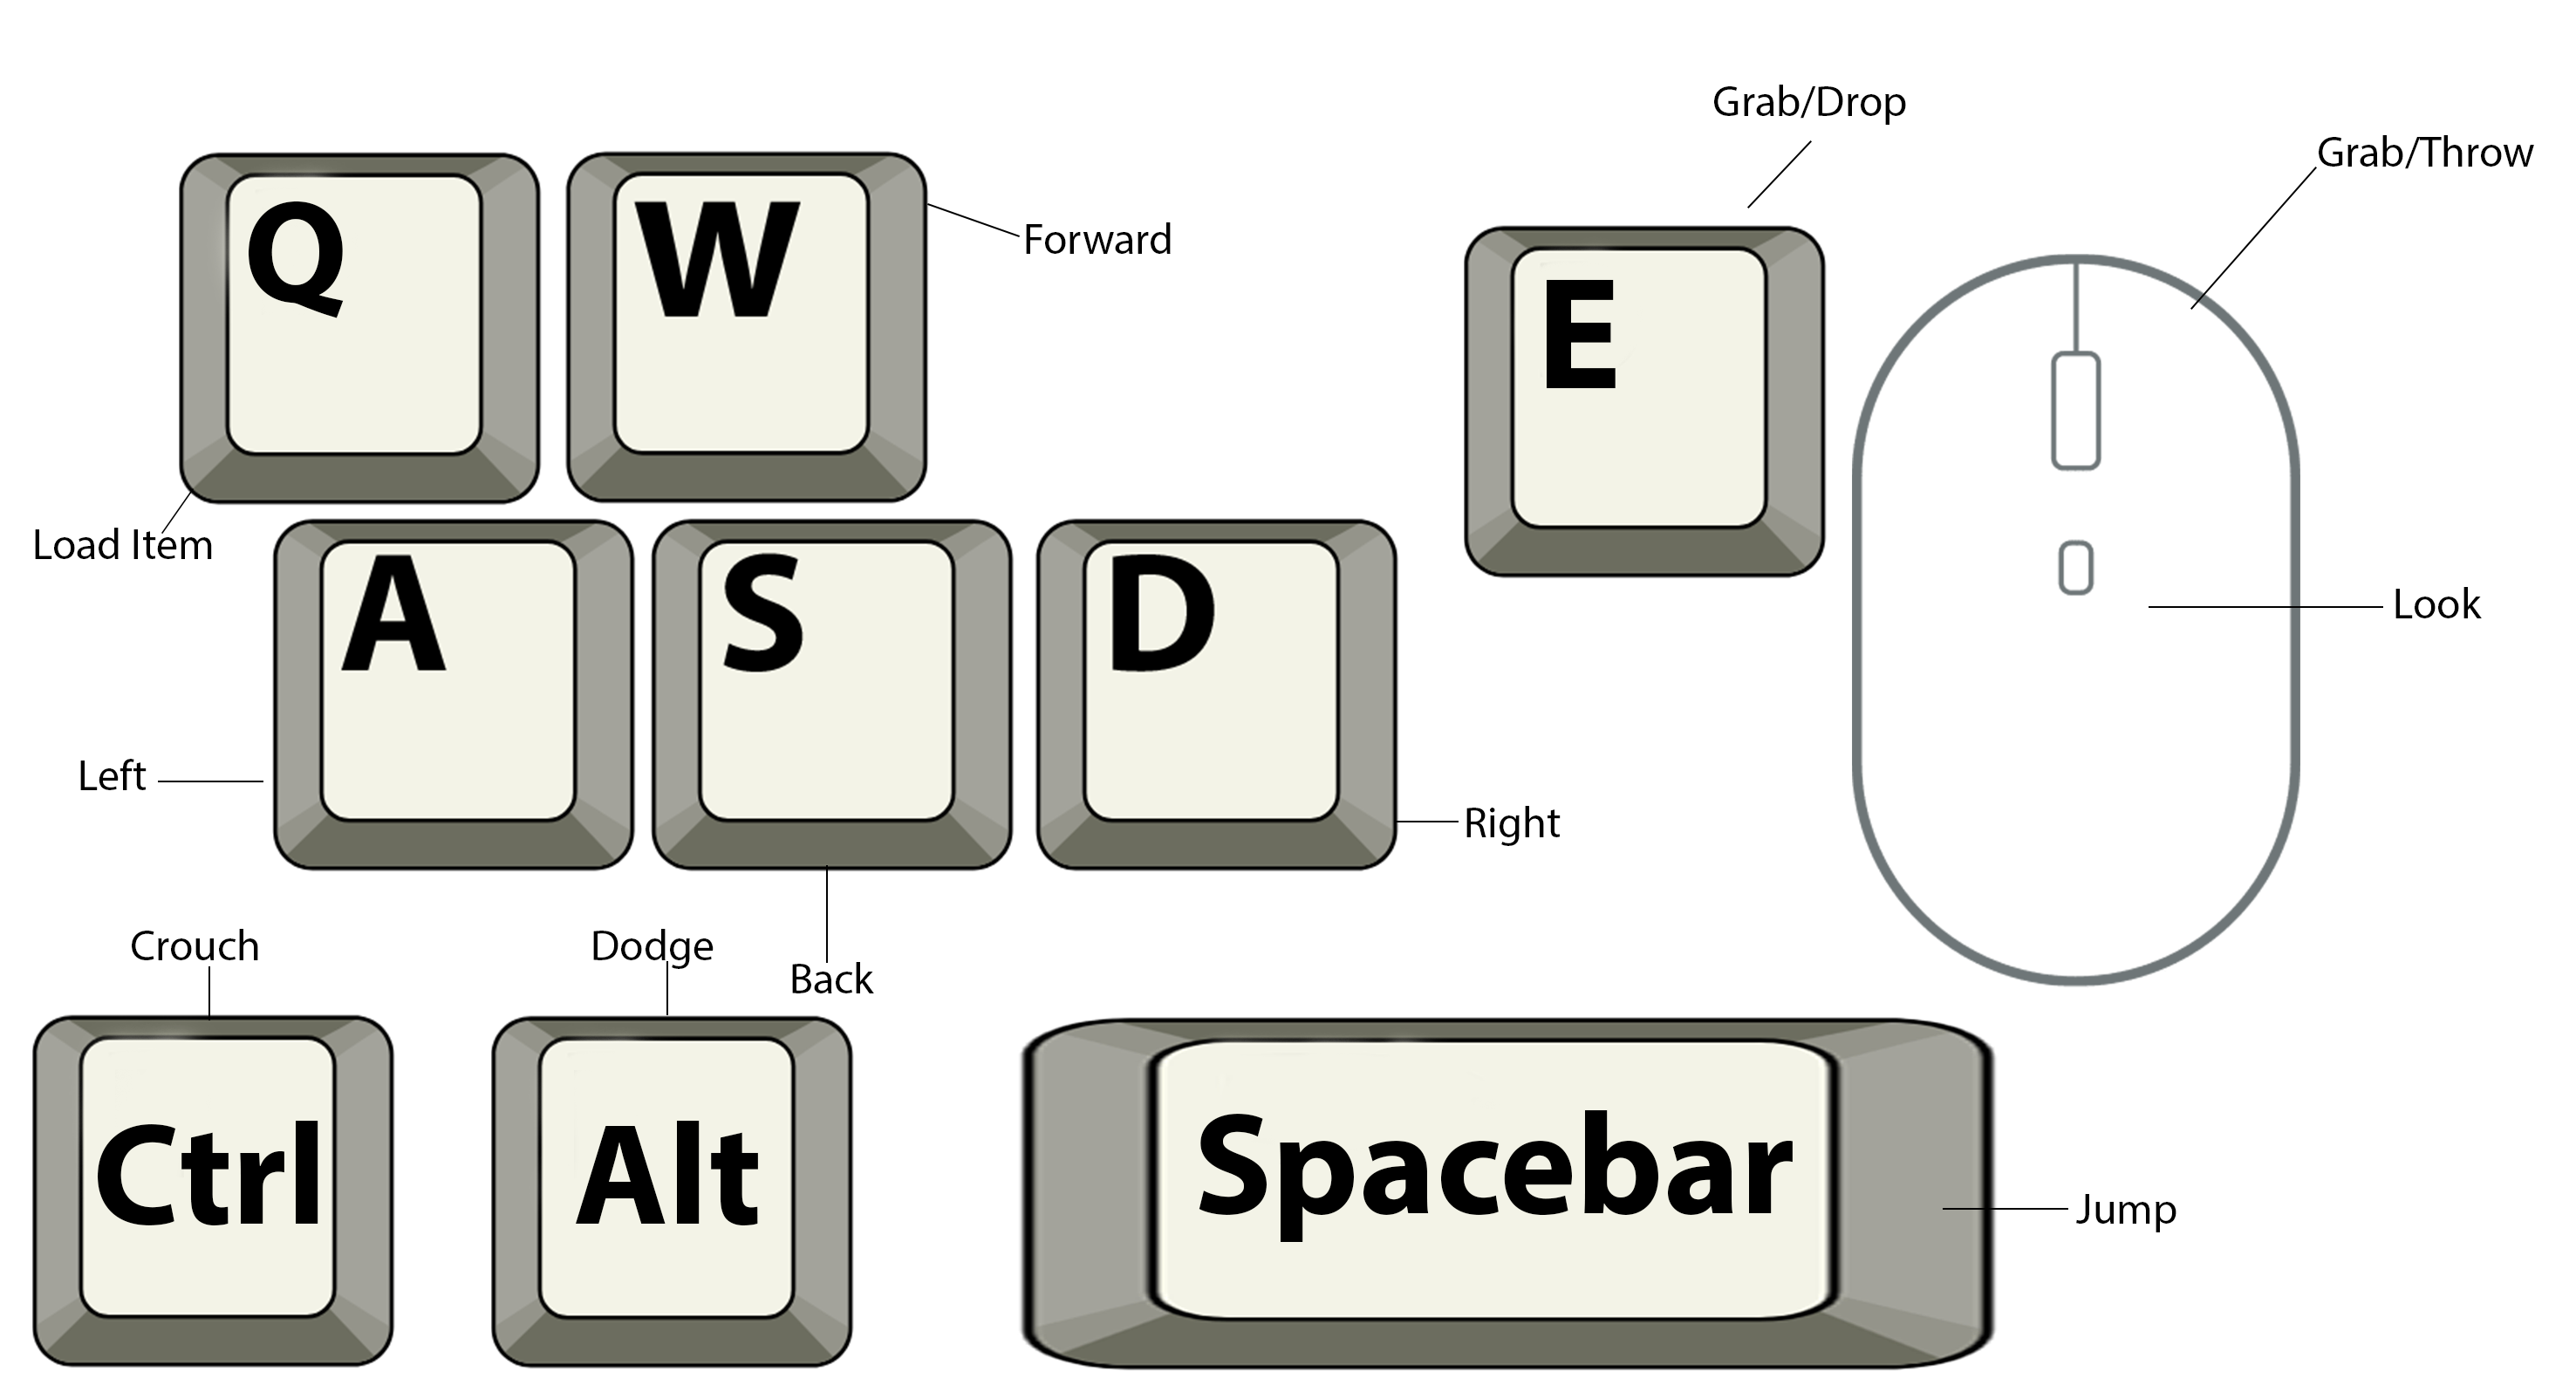 Grab/Drop
Grab/Throw
Q
W
Forward
E
Load Item
A
S
D
Look
Left
Right
Crouch
Dodge
Back
Ctrl
Alt
Spacebar
Jump